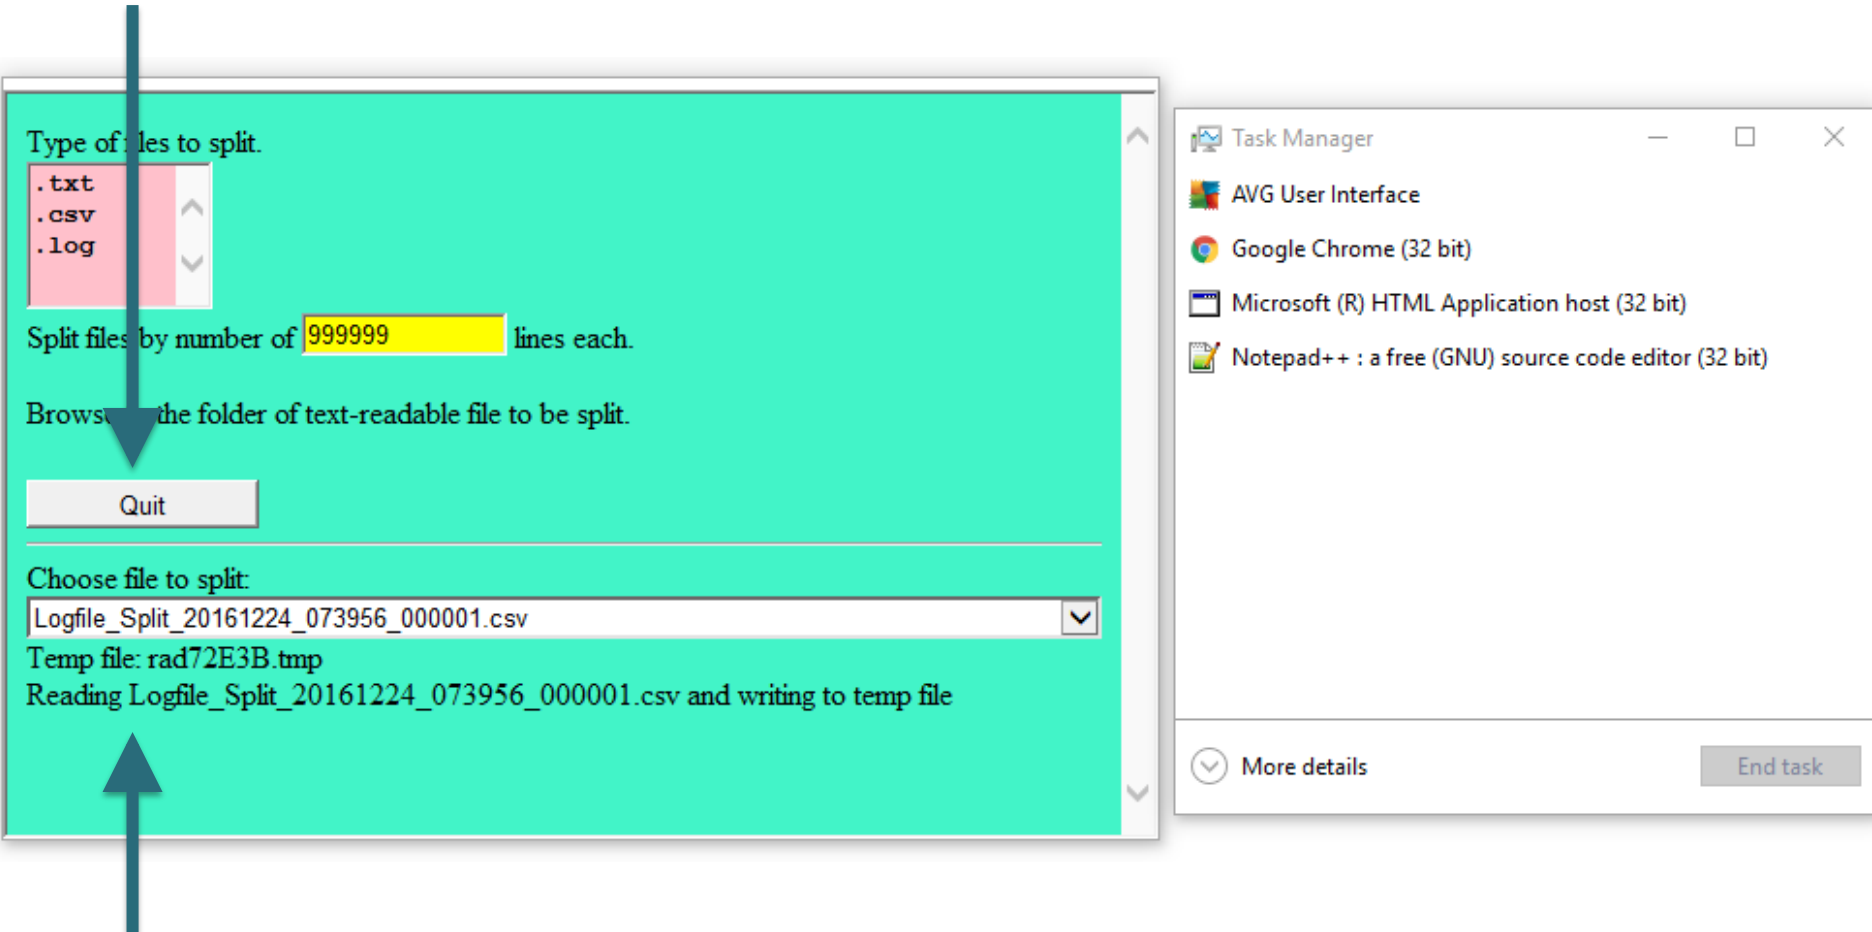 Type of files to split.
.txt
.csv
.log
Split files by number of 999999 lines each.
Browse the folder of text-readable file to be split.
Quit
Choose file to split:
Logfile_Split_20161224_073956_000001.csv
Temp file: rad72E3B.tmp
Reading Logfile_Split_20161224_073956_000001.csv and writing to temp file
Task Manager
AVG User Interface
Google Chrome (32 bit)
Microsoft (R) HTML Application host (32 bit)
Notepad++ : a free (GNU) source code editor (32 bit)
More details
End task